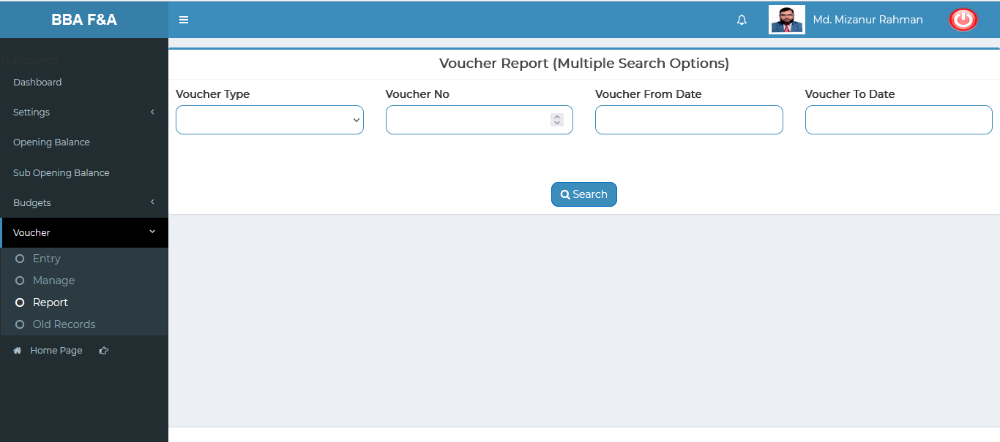 BBA F&A
Md. Mizanur Rahman
14accounts
Dashboard
Settings
Opening Balance
Sub Opening Balance
Budgets
Voucher
Entry
Manage
Report
Old Records
Home Page
Voucher Report (Multiple Search Options)
Voucher Type
Voucher No
Voucher From Date
Voucher To Date
Search